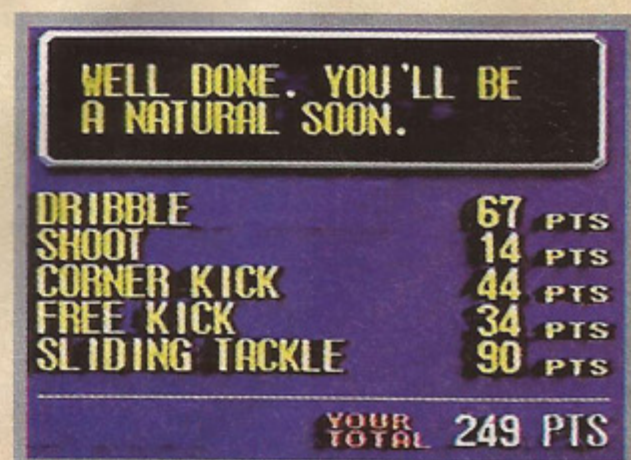 WELL DONE. YOU'LL BE
A NATURAL SOON.
DRIBBLE 67 PTS
SHOOT 14 PTS
CORNER KICK 44 PTS
FREE KICK 34 PTS
SLIDING TACKLE 90 PTS
YOUR TOTAL 249 PTS